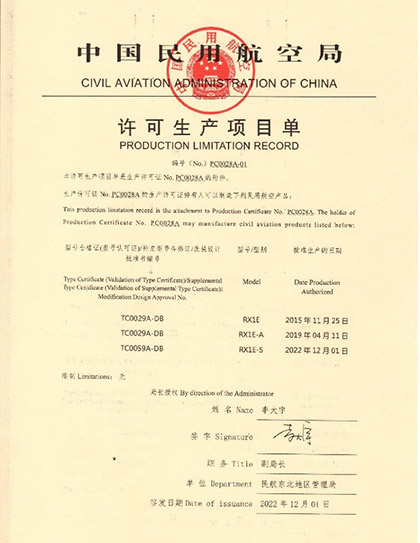 中国民用航空局
CIVIL AVIATION ADMINISTRATION OF CHINA
许可生产项目单
PRODUCTION LIMITATION RECORD
编号 (No.) PC0028A-01
本许可生产项目单是生产许可证 No. PC0028A 的附件。
生产许可证 No. PC0028A 的生产许可证持有人可以制造下列民用航空产品:
This production limitation record is the attachment to Production Certificate No. PC0028A. The holder of
Production Certificate No. PC0028A may manufacture civil aviation products listed below:
型号合格证(型号认可证)/补充型号合格证/改装设计 型号/型别 批准生产的日期
批准书编号
Type Certificate (Validation of Type Certificate)/Supplemental Model Date Production
Type Certificate (Validation of Supplemental Type Certificate)/ Authorized
Modification Design Approval No.
TC0029A-DB RX1E 2015 年 11 月 25 日
TC0029A-DB RX1E-A 2019 年 04 月 11 日
TC0059A-DB RX1E-S 2022 年 12 月 01 日
限制 Limitations: 无
局长授权 By direction of the Administrator
姓 名 Name 李大宇
签 字 Signature
职 务 Title 副局长
单 位 Department 民航东北地区管理局
签发日期 Date of issuance 2022 年 12 月 01 日